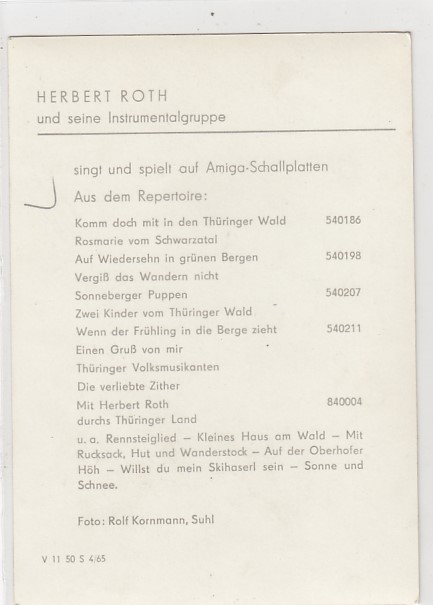 HERBERT ROTH
und seine Instrumentalgruppe
singt und spielt auf Amiga-Schallplatten
Aus dem Repertoire:
Komm doch mit in den Thüringer Wald 540186
Rosmarie vom Schwarzatal
Auf Wiedersehn in grünen Bergen 540198
Vergiß das Wandern nicht
Sonneberger Puppen 540207
Zwei Kinder vom Thüringer Wald
Wenn der Frühling in die Berge zieht 540211
Einen Gruß von mir
Thüringer Volksmusikanten
Die verliebte Zither
Mit Herbert Roth 840004
durchs Thüringer Land
u. a. Rennsteiglied – Kleines Haus am Wald – Mit
Rucksack, Hut und Wanderstock – Auf der Oberhofer
Höh – Willst du mein Skihaserl sein – Sonne und
Schnee.
Foto: Rolf Kornmann, Suhl
V 11 50 S 4/65